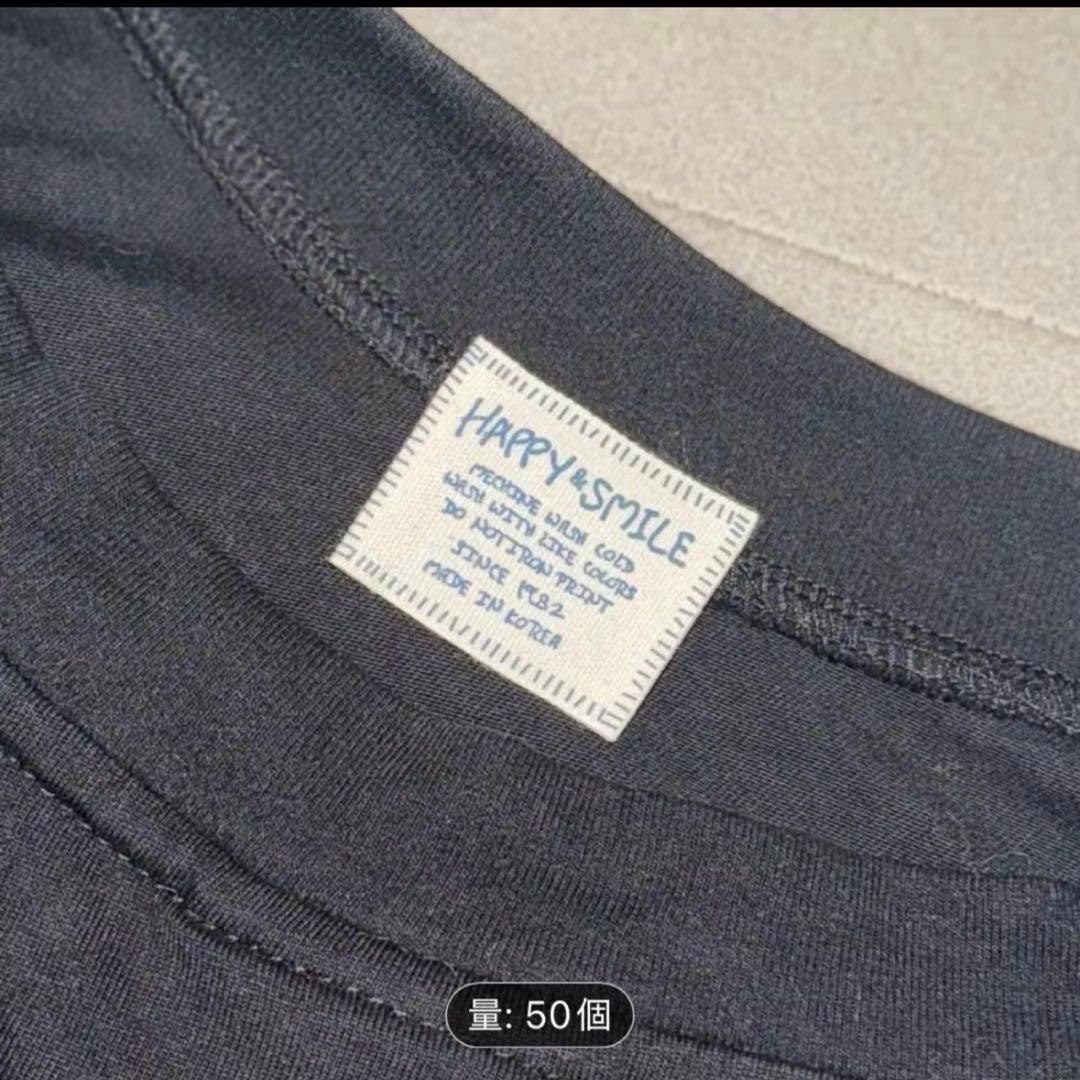 HAPPY&SMILE
MECHINE WASH COLD
WASH WITH LIKE COLORS
DO NOT IRON PRINT
SINCE
MADE IN KOREA
量: 50個